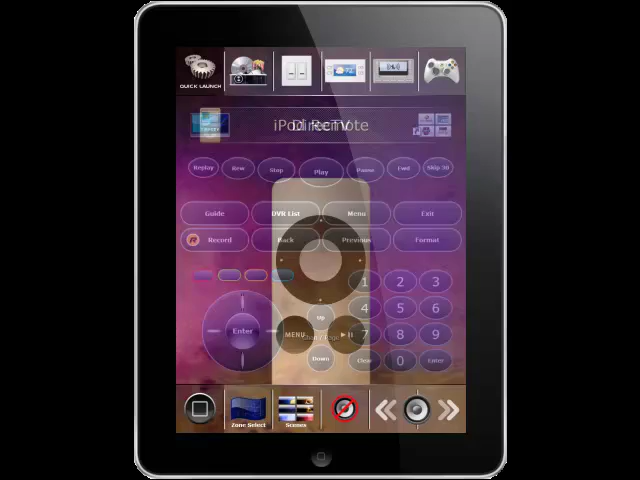 QUICK LAUNCH
iPod Remote
DirecTV
Replay Rew Stop Play Pause Fwd Skip 30
Guide DVR List Menu Exit
R Record Back Previous Format
1 2 3
Up 4 5 6
Enter MENU Chan / Page 7 8 9
Down Clear 0 Enter
Zone Select Scenes